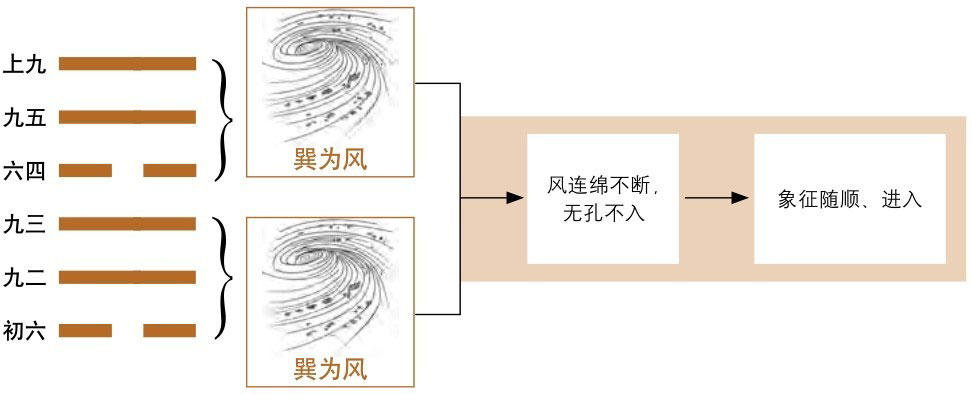 上九
九五
六四
九三
九二
初六
巽为风
巽为风
风连绵不断，
无孔不入
象征随顺、进入